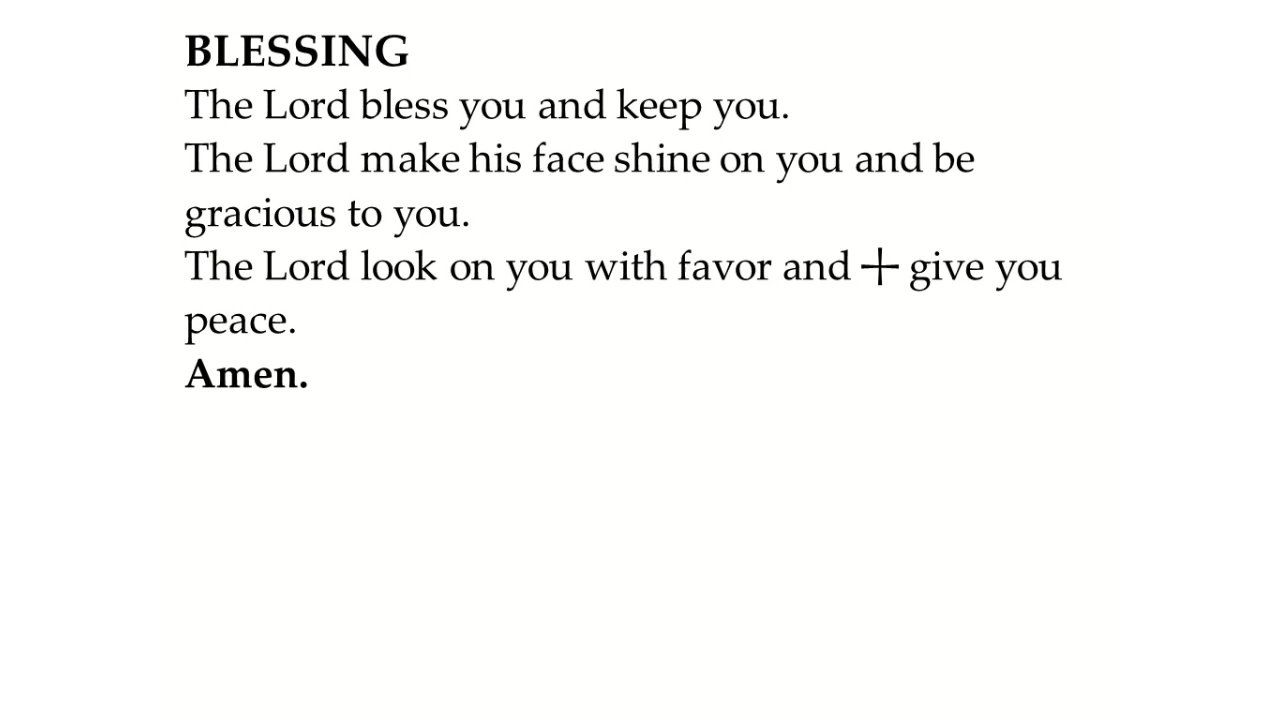 BLESSING
The Lord bless you and keep you.
The Lord make his face shine on you and be
gracious to you.
The Lord look on you with favor and + give you
peace.
Amen.